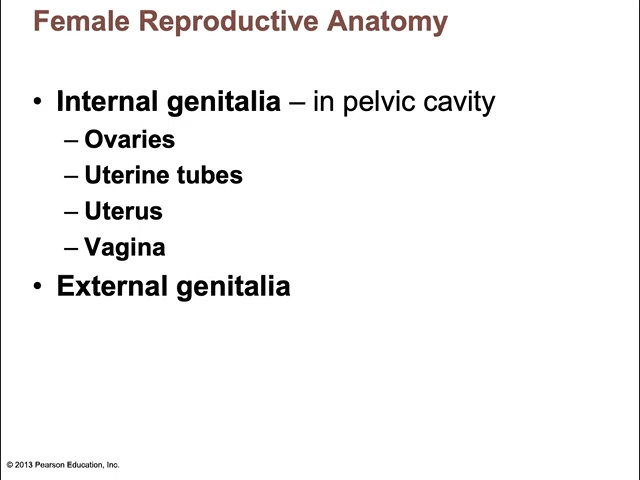 Female Reproductive Anatomy
• Internal genitalia – in pelvic cavity
– Ovaries
– Uterine tubes
– Uterus
– Vagina
• External genitalia
© 2013 Pearson Education, Inc.